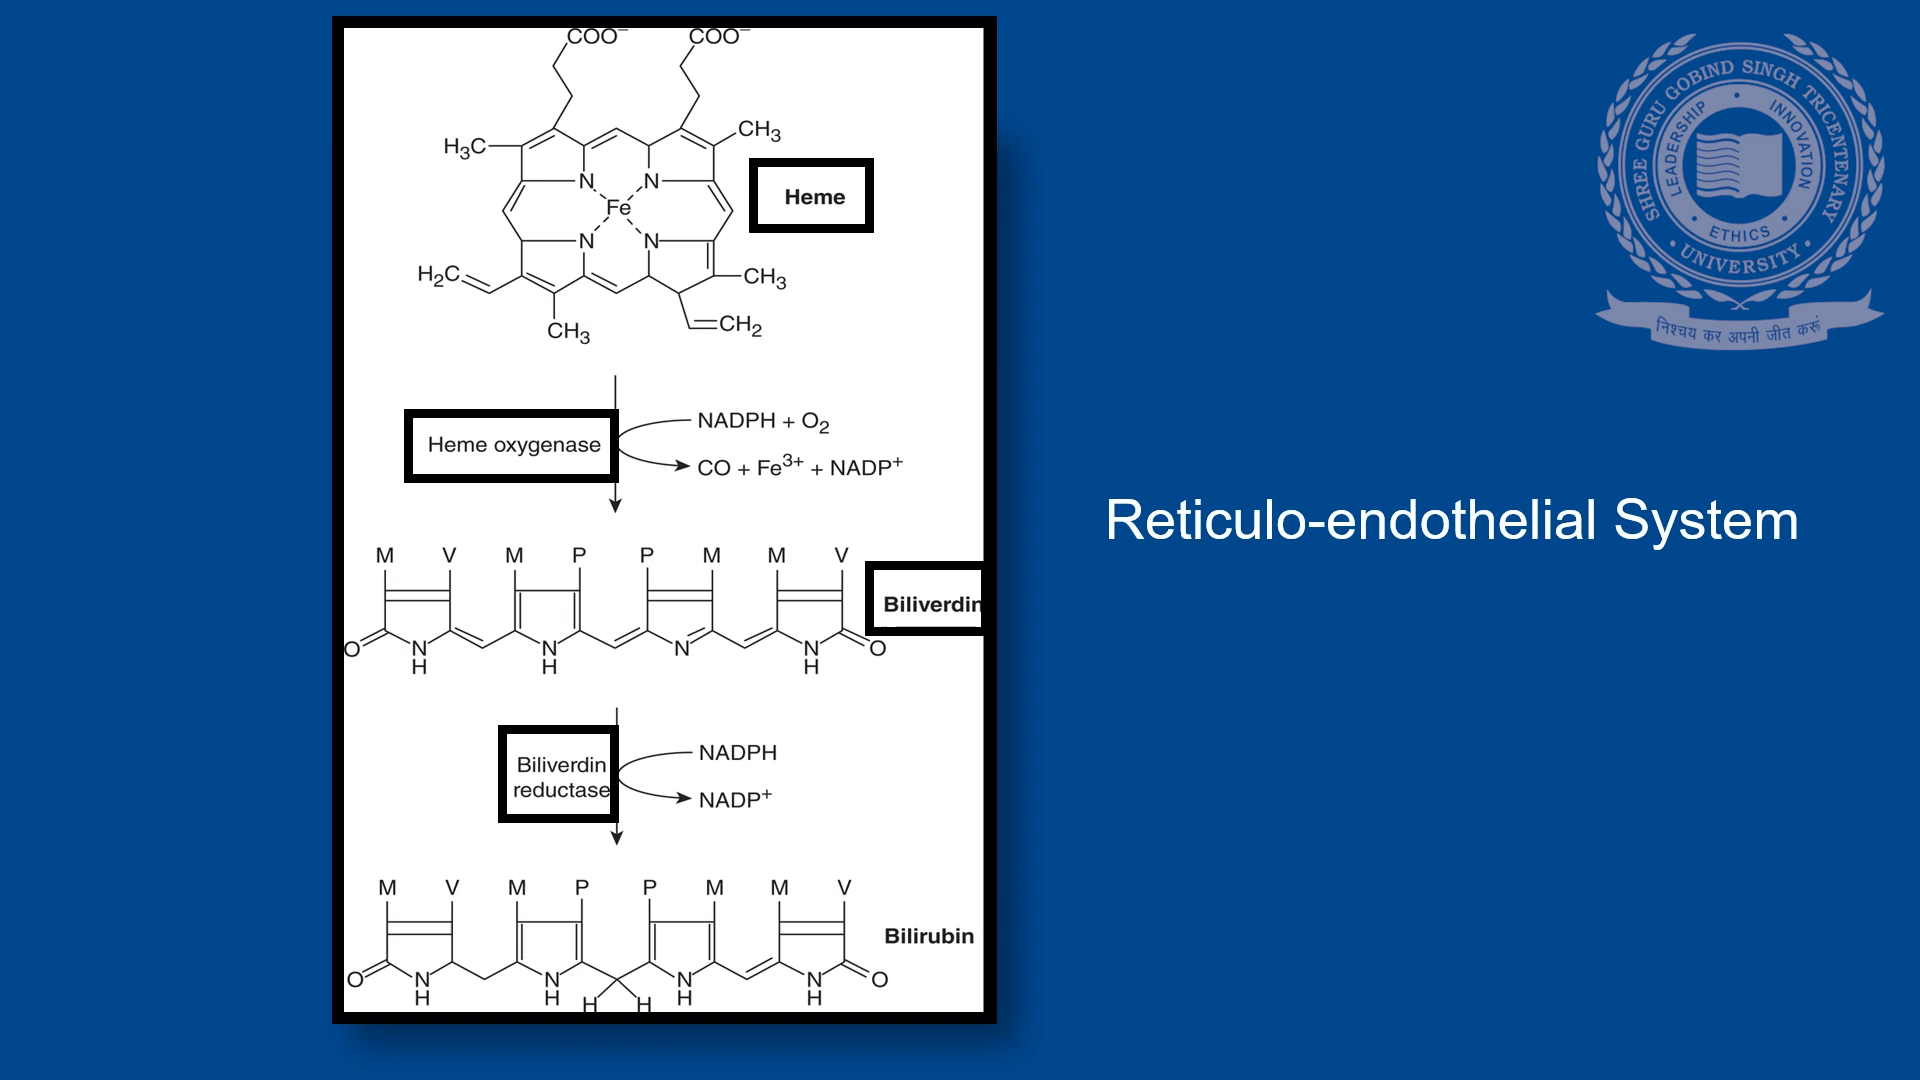 COO⁻ COO⁻
H₃C CH₃
N N
Heme
Fe
N N
H₂C CH₃
CH₃ CH₂
NADPH + O₂
Heme oxygenase
CO + Fe³⁺ + NADP⁺
M V M P P M M V
Biliverdin
O N N N N O
H H H
NADPH
Biliverdin
reductase
NADP⁺
M V M P P M M V
Bilirubin
O N N N N O
H H H H
H H
Reticulo-endothelial System
SHREE GURU GOBIND SINGH TRICENTENARY
UNIVERSITY
LEADERSHIP
INNOVATION
ETHICS
निश्चय कर अपनी जीत करूं